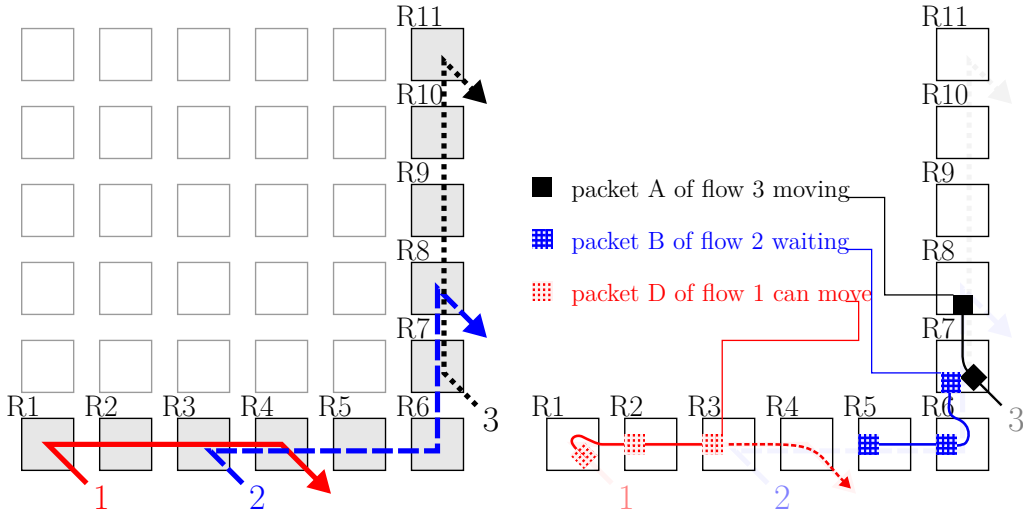 R11
R10
R9
R8
R7
R1 R2 R3 R4 R5 R6
1 2 3
R11
R10
R9
packet A of flow 3 moving
packet B of flow 2 waiting
R8
packet D of flow 1 can move
R7
R1 R2 R3 R4 R5 R6
1 2 3